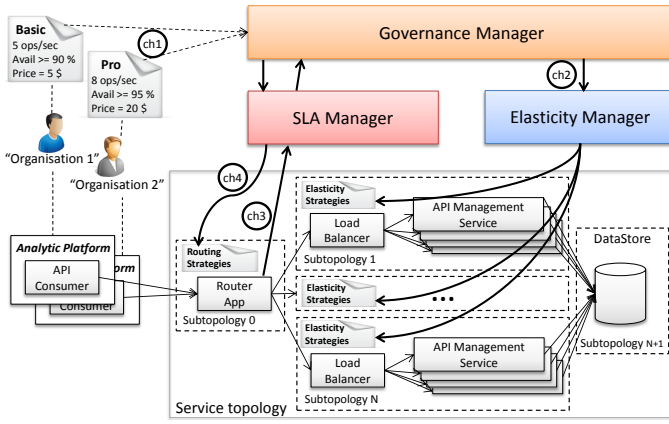 Basic
5 ops/sec
Avail >= 90 %
Price = 5 $
Pro
8 ops/sec
Avail >= 95 %
Price = 20 $
ch1
Governance Manager
ch2
SLA Manager
Elasticity Manager
“Organisation 1”
“Organisation 2”
ch4
ch3
Elasticity
Strategies
API Management
Service
Load
Balancer
Subtopology 1
DataStore
Analytic Platform
API
Consumer
orm
Consumer
Routing
Strategies
Router
App
Subtopology 0
Elasticity
Strategies
...
Elasticity
Strategies
Load
Balancer
API Management
Service
Subtopology N
Subtopology N+1
Service topology